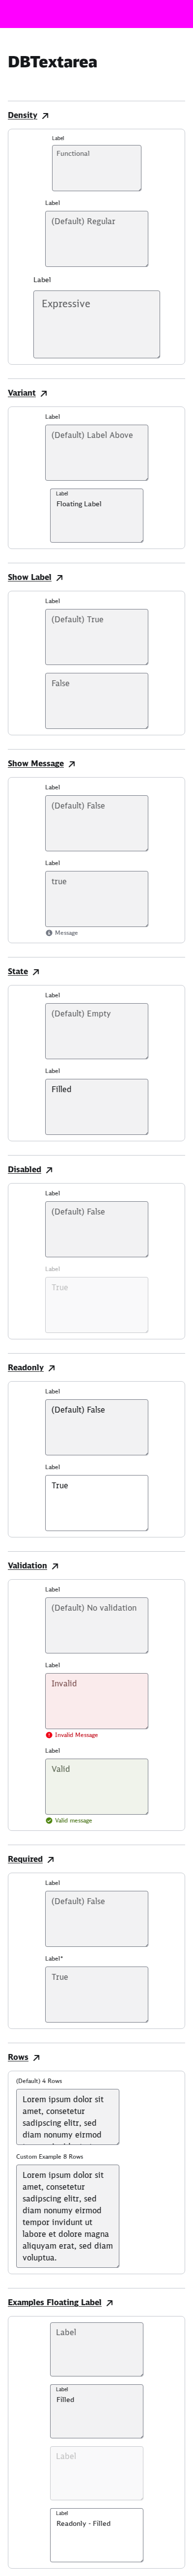 DBTextarea
Density
Label
Functional
Label
(Default) Regular
Label
Expressive
Variant
Label
(Default) Label Above
Label
Floating Label
Show Label
Label
(Default) True
False
Show Message
Label
(Default) False
Label
true
Message
State
Label
(Default) Empty
Label
Filled
Disabled
Label
(Default) False
Label
True
Readonly
Label
(Default) False
Label
True
Validation
Label
(Default) No validation
Label
Invalid
Invalid Message
Label
Valid
Valid message
Required
Label
(Default) False
Label*
True
Rows
(Default) 4 Rows
Lorem ipsum dolor sit
amet, consetetur
sadipscing elitr, sed
diam nonumy eirmod
Custom Example 8 Rows
Lorem ipsum dolor sit
amet, consetetur
sadipscing elitr, sed
diam nonumy eirmod
tempor invidunt ut
labore et dolore magna
aliquyam erat, sed diam
voluptua.
Examples Floating Label
Label
Label
Filled
Label
Label
Readonly - Filled